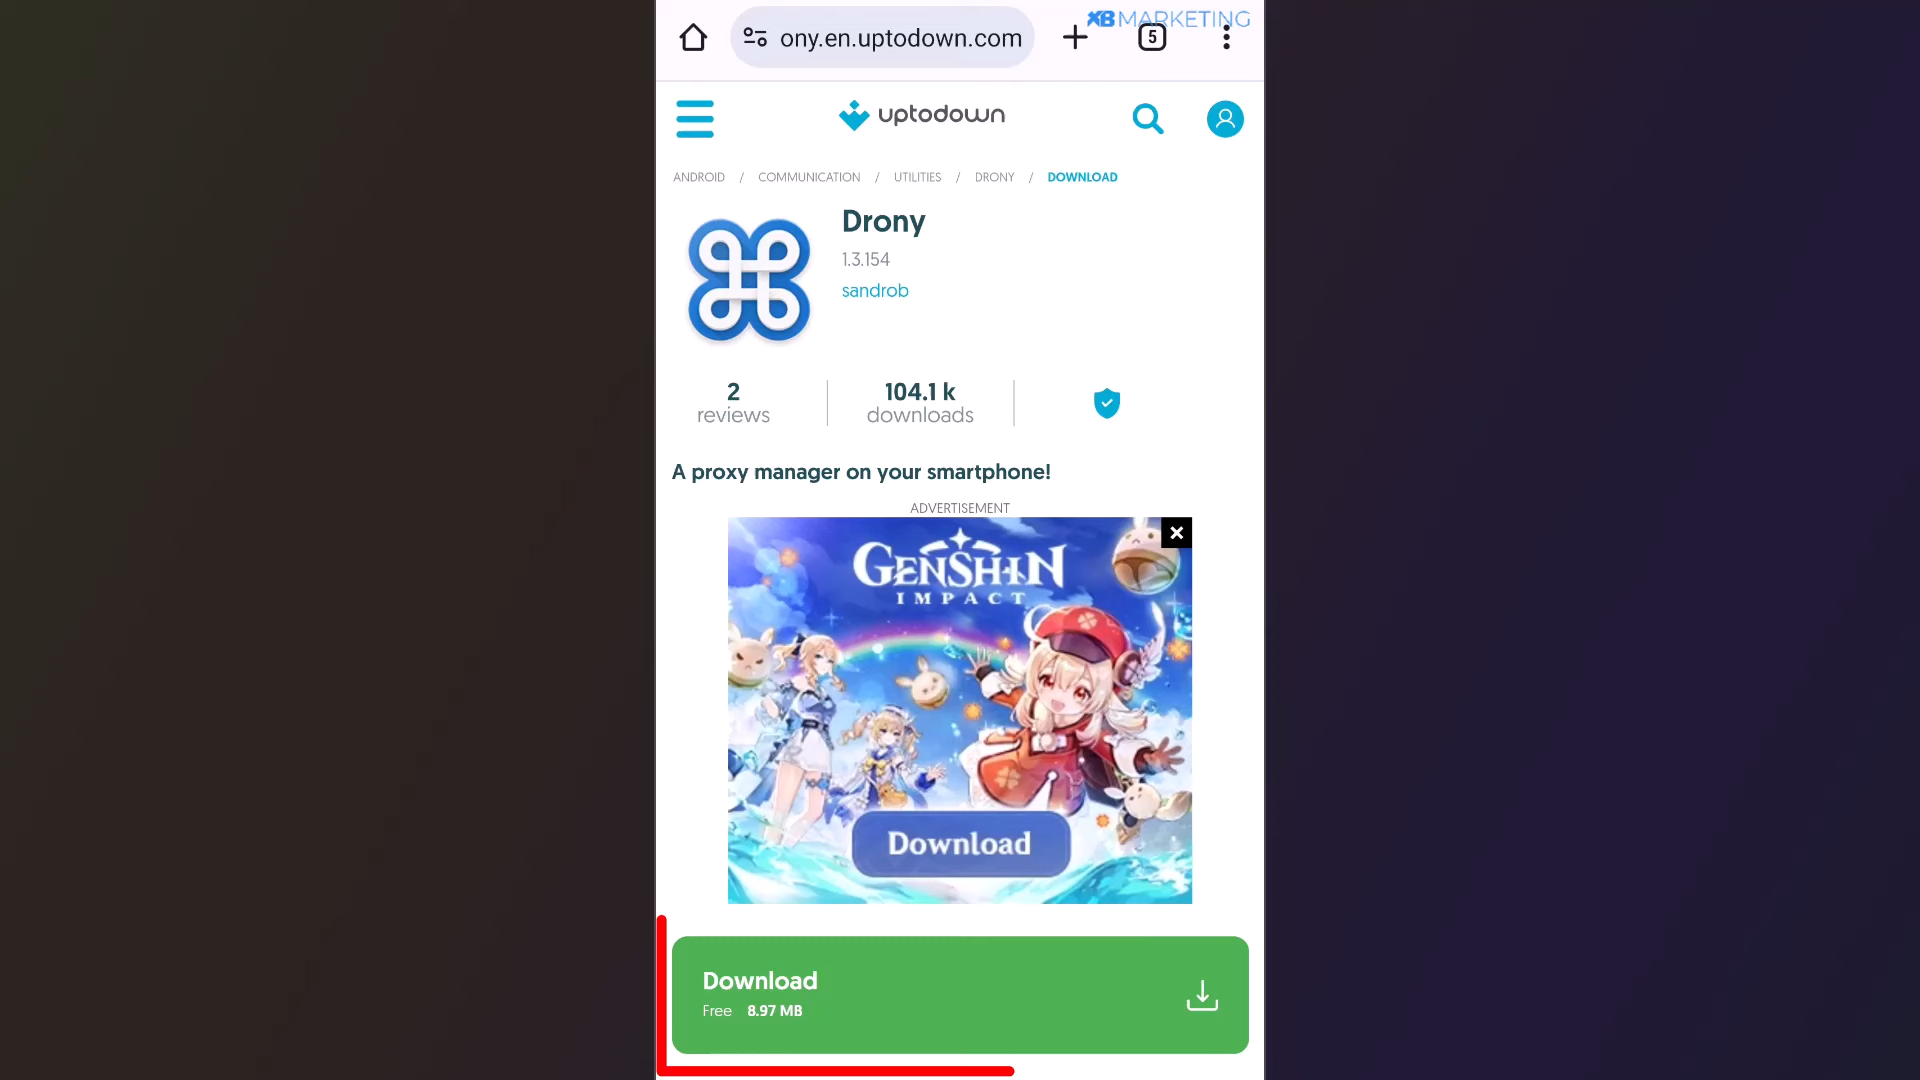 XB MARKETING
ony.en.uptodown.com
5
uptodown
ANDROID / COMMUNICATION / UTILITIES / DRONY / DOWNLOAD
Drony
1.3.154
sandrob
2
reviews
104.1 k
downloads
A proxy manager on your smartphone!
ADVERTISEMENT
GENSHIN
IMPACT
Download
Download
Free 8.97 MB